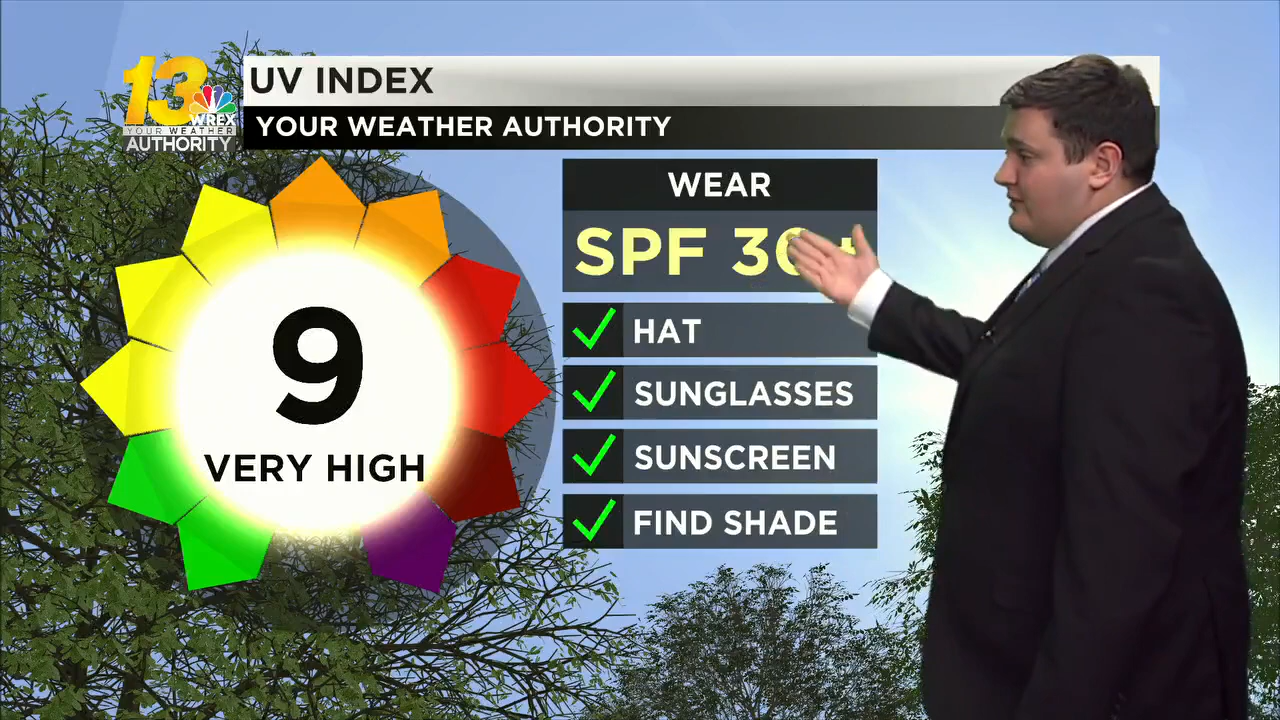 13
WREX
YOUR WEATHER
AUTHORITY
UV INDEX
YOUR WEATHER AUTHORITY
9
VERY HIGH
WEAR
SPF 30+
HAT
SUNGLASSES
SUNSCREEN
FIND SHADE